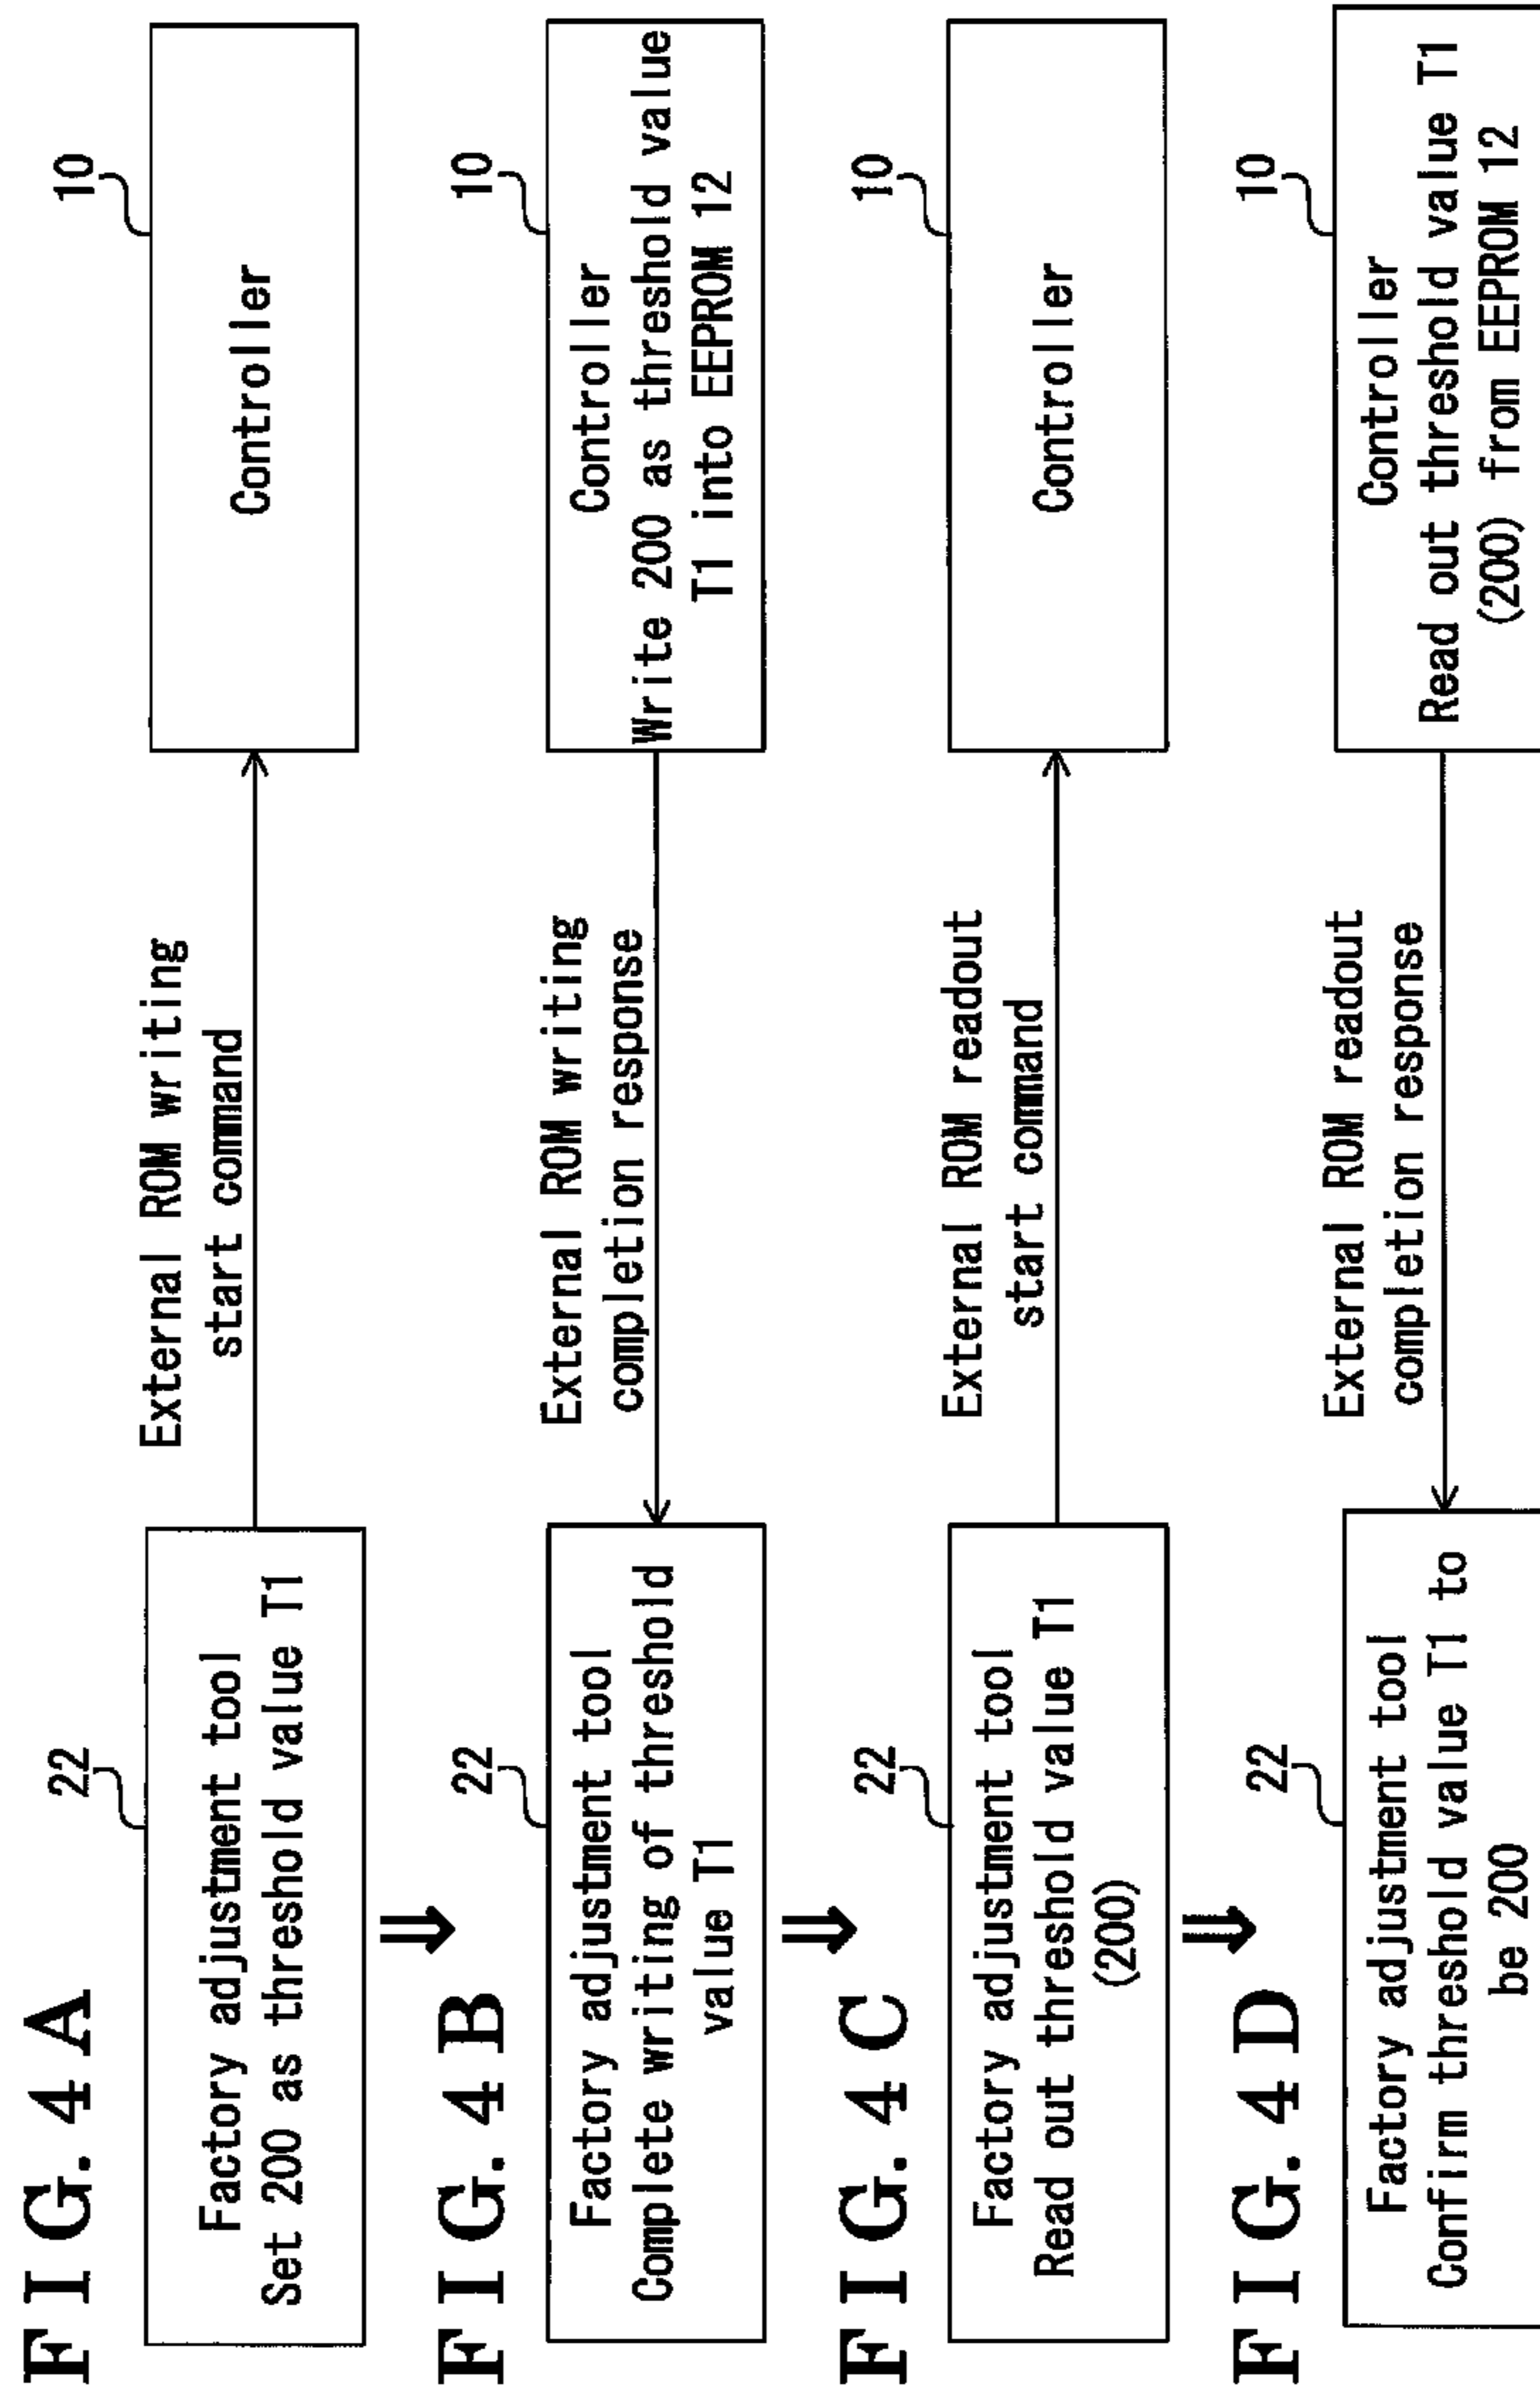 FIG. 4A
22
Factory adjustment tool
Set 200 as threshold value T1
External ROM writing
start command
10
Controller
⇒
FIG. 4B
22
Factory adjustment tool
Complete writing of threshold
value T1
External ROM writing
completion response
10
Controller
Write 200 as threshold value
T1 into EEPROM 12
⇒
FIG. 4C
22
Factory adjustment tool
Read out threshold value T1
(200)
External ROM readout
start command
10
Controller
⇒
FIG. 4D
22
Factory adjustment tool
Confirm threshold value T1 to
be 200
External ROM readout
completion response
10
Controller
Read out threshold value T1
(200) from EEPROM 12